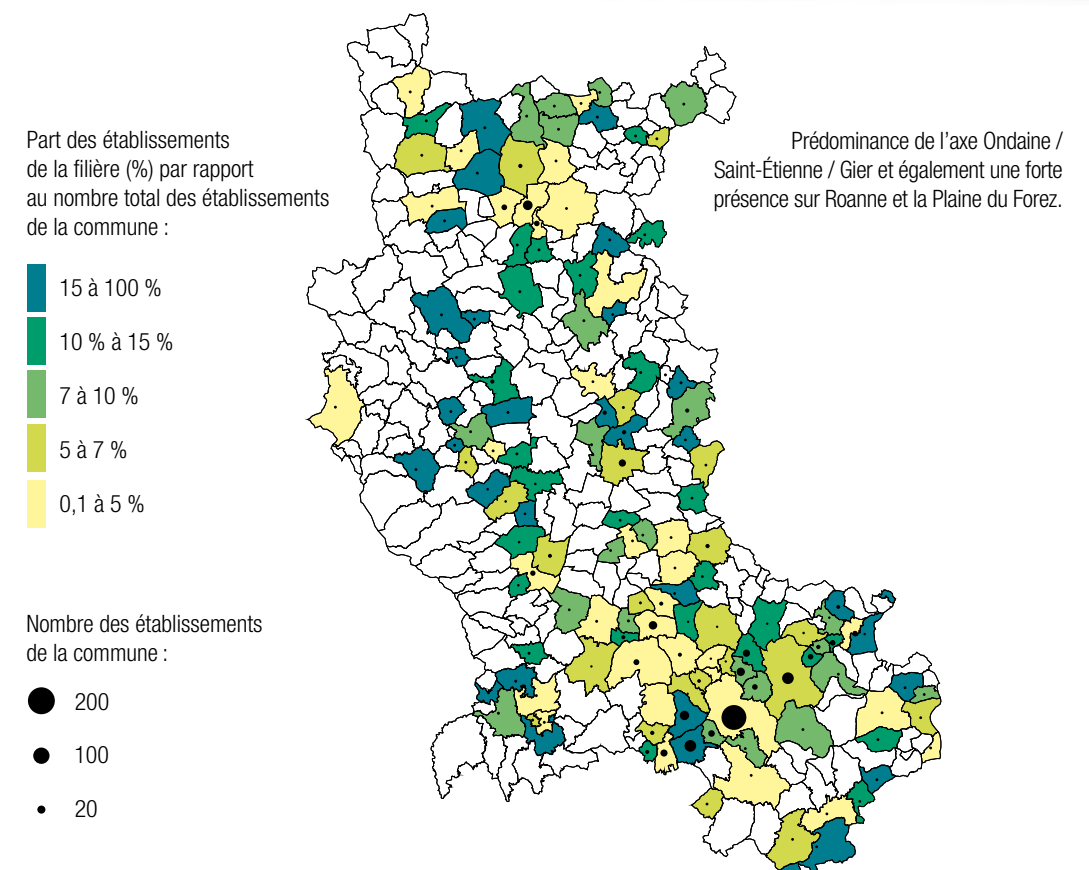 Part des établissements
de la filière (%) par rapport
au nombre total des établissements
de la commune :
15 à 100 %
10 % à 15 %
7 à 10 %
5 à 7 %
0,1 à 5 %
Nombre des établissements
de la commune :
200
100
20
Prédominance de l’axe Ondaine /
Saint-Étienne / Gier et également une forte
présence sur Roanne et la Plaine du Forez.